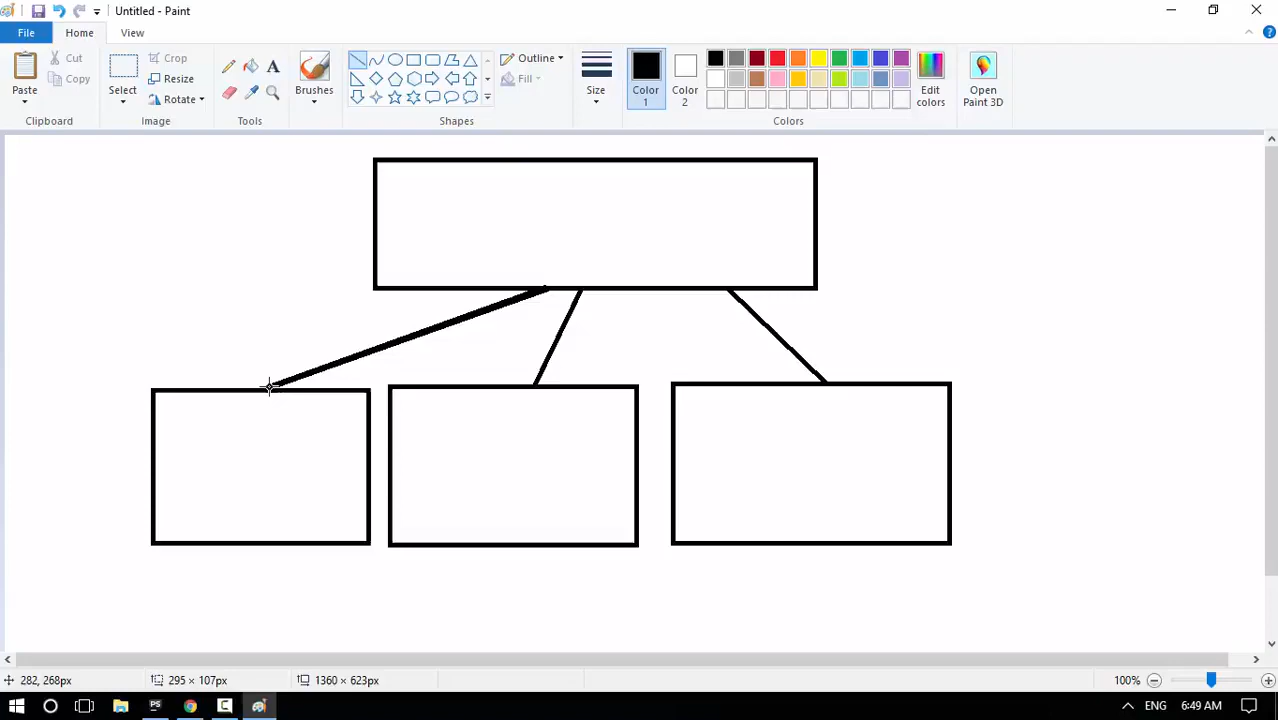 Untitled - Paint
File
Home
View
Paste
Cut
Copy
Clipboard
Select
Crop
Resize
Rotate
Image
A
Tools
Brushes
Shapes
Outline
Fill
Size
Color
1
Color
2
Colors
Edit
colors
Open
Paint 3D
282, 268px
295 × 107px
1360 × 623px
100%
PS
C
ENG
6:49 AM